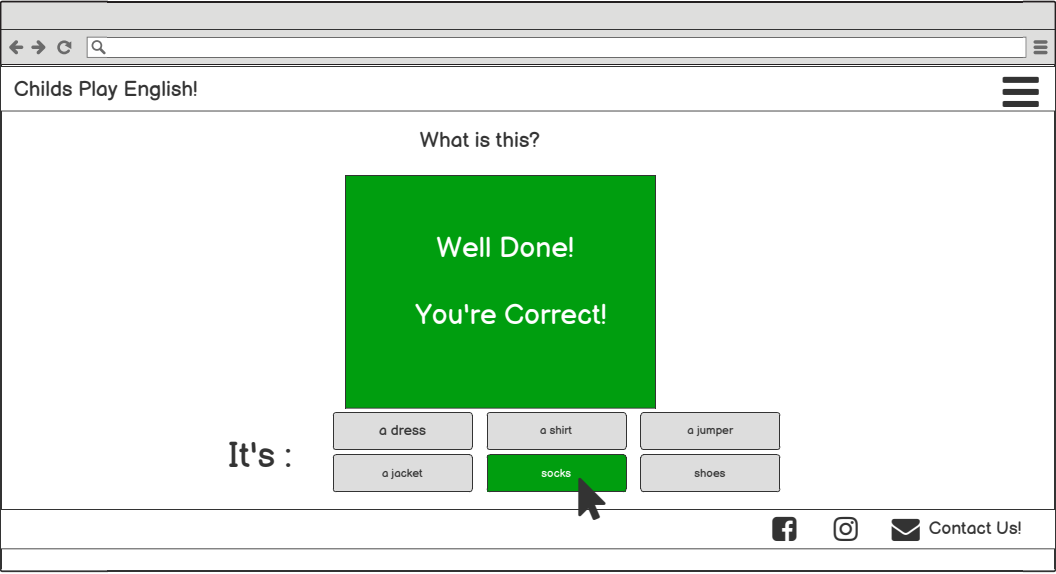 Childs Play English!
What is this?
Well Done!
You're Correct!
It's :
a dress
a shirt
a jumper
a jacket
socks
shoes
Contact Us!